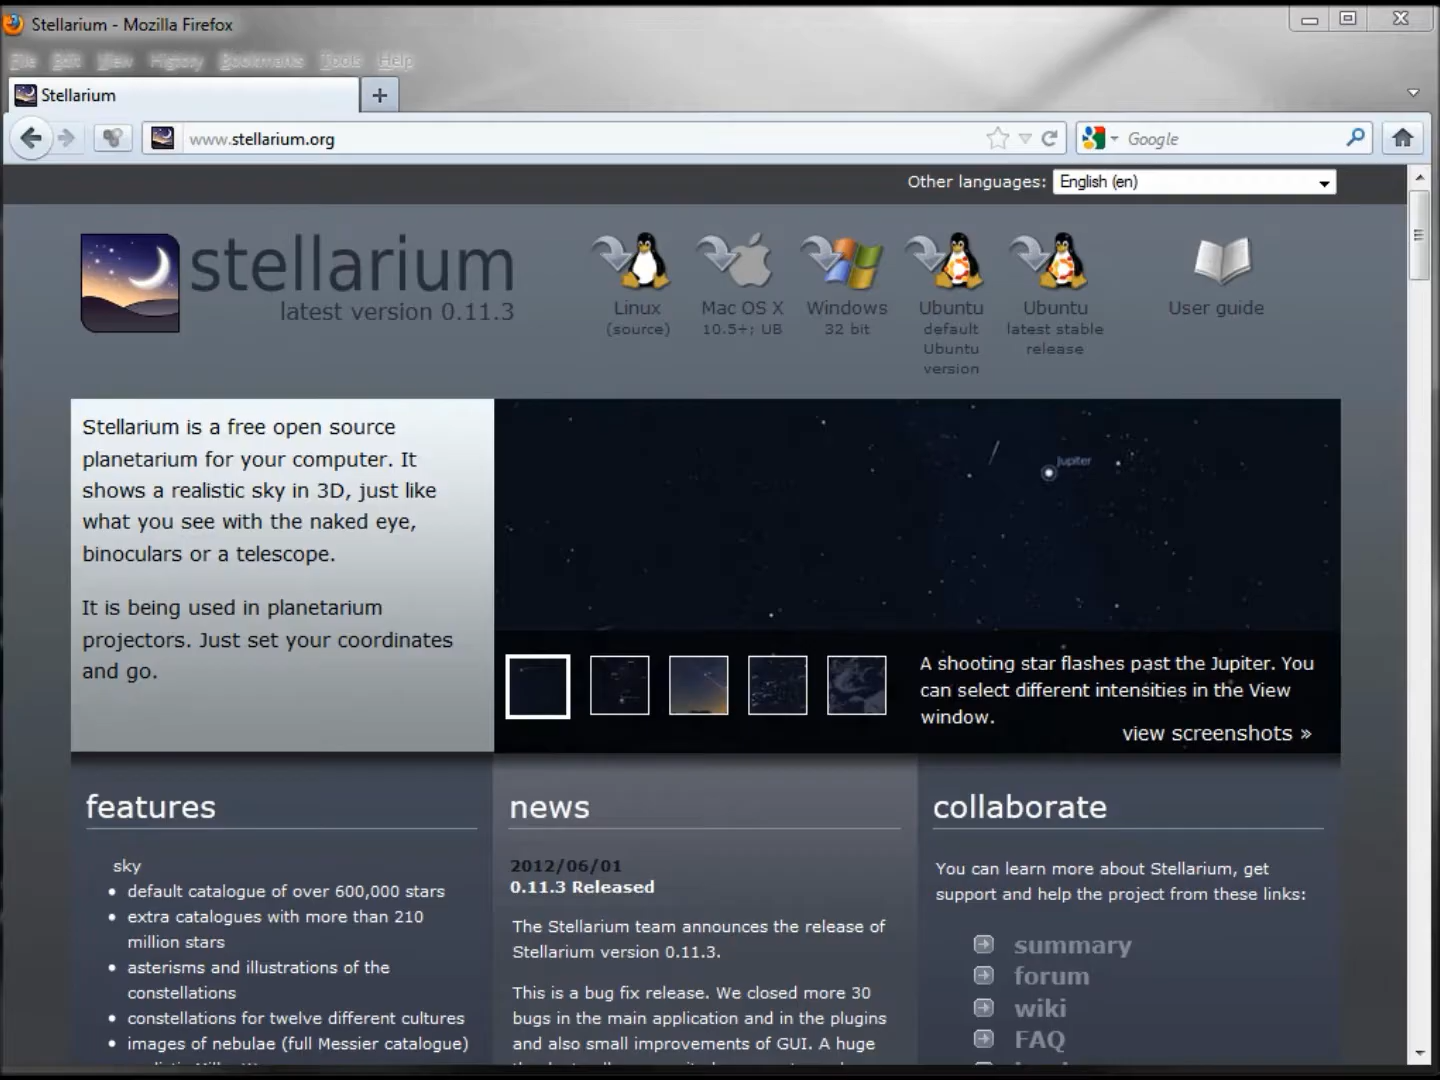 Stellarium - Mozilla Firefox
File Edit View History Bookmarks Tools Help
Stellarium
www.stellarium.org
Google
Other languages: English (en)
stellarium
latest version 0.11.3
Linux
(source)
Mac OS X
10.5+; UB
Windows
32 bit
Ubuntu
default
Ubuntu
version
Ubuntu
latest stable
release
User guide
Stellarium is a free open source
planetarium for your computer. It
shows a realistic sky in 3D, just like
what you see with the naked eye,
binoculars or a telescope.
It is being used in planetarium
projectors. Just set your coordinates
and go.
Jupiter
A shooting star flashes past the Jupiter. You
can select different intensities in the View
window.
view screenshots »
features
sky
• default catalogue of over 600,000 stars
• extra catalogues with more than 210
million stars
• asterisms and illustrations of the
constellations
• constellations for twelve different cultures
• images of nebulae (full Messier catalogue)
news
2012/06/01
0.11.3 Released
The Stellarium team announces the release of
Stellarium version 0.11.3.
This is a bug fix release. We closed more 30
bugs in the main application and in the plugins
and also small improvements of GUI. A huge
collaborate
You can learn more about Stellarium, get
support and help the project from these links:
summary
forum
wiki
FAQ